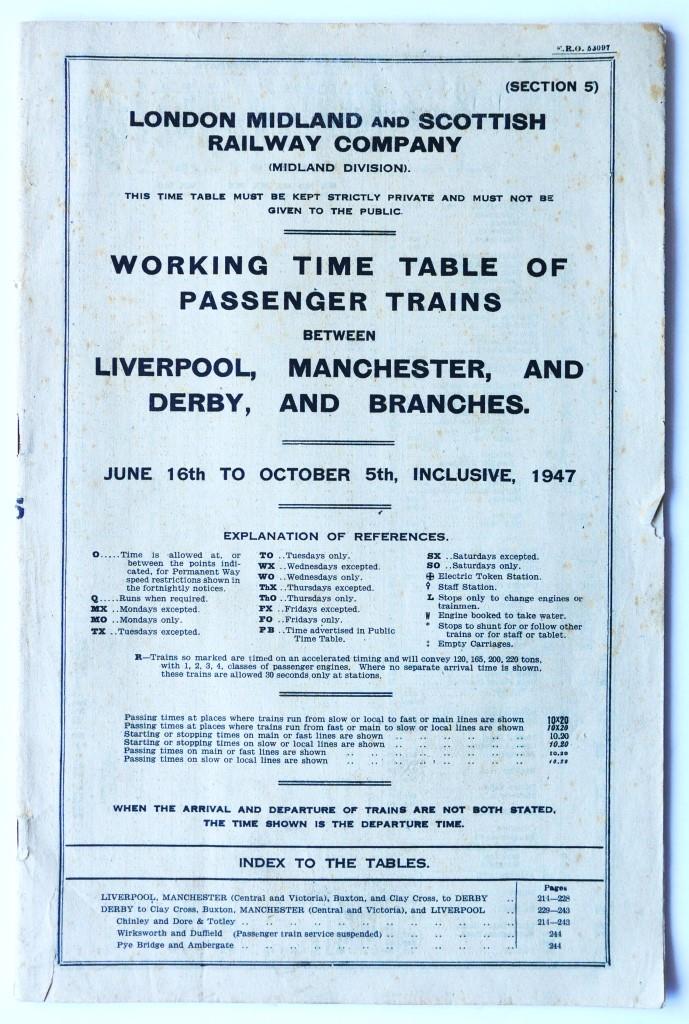 E.R.O. 53097
(SECTION 5)
LONDON MIDLAND AND SCOTTISH
RAILWAY COMPANY
(MIDLAND DIVISION).
THIS TIME TABLE MUST BE KEPT STRICTLY PRIVATE AND MUST NOT BE
GIVEN TO THE PUBLIC.
WORKING TIME TABLE OF
PASSENGER TRAINS
BETWEEN
LIVERPOOL, MANCHESTER, AND
DERBY, AND BRANCHES.
JUNE 16th TO OCTOBER 5th, INCLUSIVE, 1947
EXPLANATION OF REFERENCES.
O.....Time is allowed at, or
between the points indi-
cated, for Permanent Way
speed restrictions shown in
the fortnightly notices.
Q.....Runs when required.
MX ..Mondays excepted.
MO ..Mondays only.
TX ..Tuesdays excepted.
TO ..Tuesdays only.
WX ..Wednesdays excepted.
WO ..Wednesdays only.
ThX ..Thursdays excepted.
ThO ..Thursdays only.
FX ..Fridays excepted.
FO ..Fridays only.
PB ..Time advertised in Public
Time Table.
SX ..Saturdays excepted.
SO ..Saturdays only.
Electric Token Station.
Staff Station.
L Stops only to change engines or
trainmen.
W Engine booked to take water.
* Stops to shunt for or follow other
trains or for staff or tablet.
‡ Empty Carriages.
R—Trains so marked are timed on an accelerated timing and will convey 120, 165, 200, 220 tons,
with 1, 2, 3, 4, classes of passenger engines. Where no separate arrival time is shown,
these trains are allowed 30 seconds only at stations.
Passing times at places where trains run from slow or local to fast or main lines are shown 10X20
Passing times at places where trains run from fast or main to slow or local lines are shown 10X20
Starting or stopping times on main or fast lines are shown .. .. .. .. .. .. 10.20
Starting or stopping times on slow or local lines are shown .. .. .. .. .. .. 10.20
Passing times on main or fast lines are shown .. .. .. .. .. .. .. 10.20
Passing times on slow or local lines are shown .. .. .. .. .. .. .. 10.20
WHEN THE ARRIVAL AND DEPARTURE OF TRAINS ARE NOT BOTH STATED,
THE TIME SHOWN IS THE DEPARTURE TIME.
INDEX TO THE TABLES.
Pages
LIVERPOOL, MANCHESTER (Central and Victoria), Buxton, and Clay Cross, to DERBY .. 214—228
DERBY to Clay Cross, Buxton, MANCHESTER (Central and Victoria), and LIVERPOOL .. 229—243
Chinley and Dore & Totley .. .. .. .. .. .. .. .. .. .. .. 214—243
Wirksworth and Duffield (Passenger train service suspended) .. .. .. .. .. .. 244
Pye Bridge and Ambergate .. .. .. .. .. .. .. .. .. .. .. 244